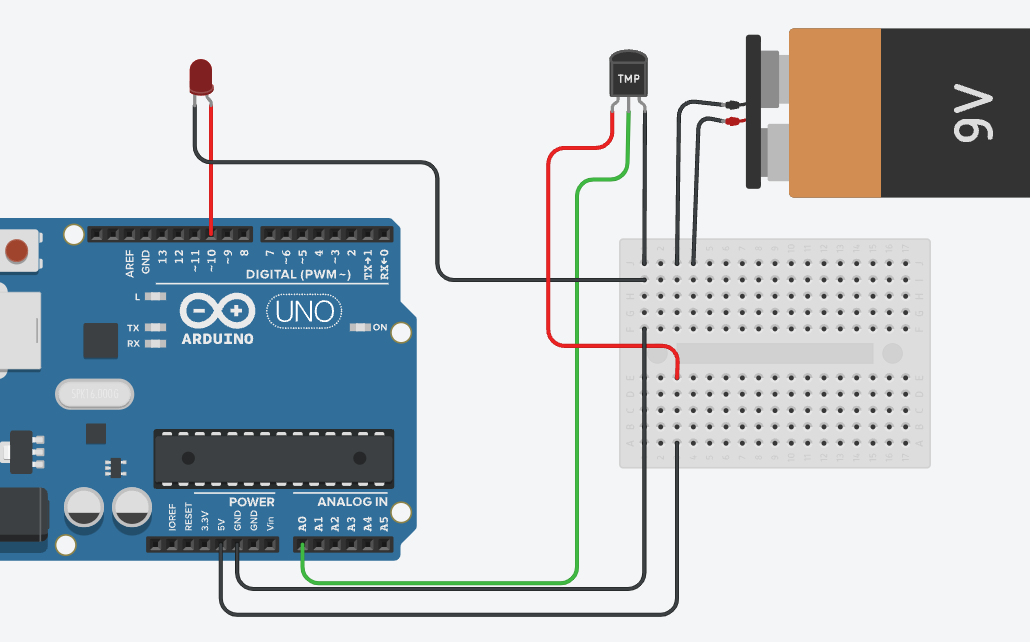 TMP
9V
AREF
GND
13
12
~11
~10
~9
8
7
~6
~5
4
~3
2
TX→1
RX←0
DIGITAL (PWM~)
L
TX
RX
ARDUINO
UNO
ON
SPK16.000G
POWER
ANALOG IN
IOREF
RESET
3.3V
5V
GND
GND
Vin
A0
A1
A2
A3
A4
A5